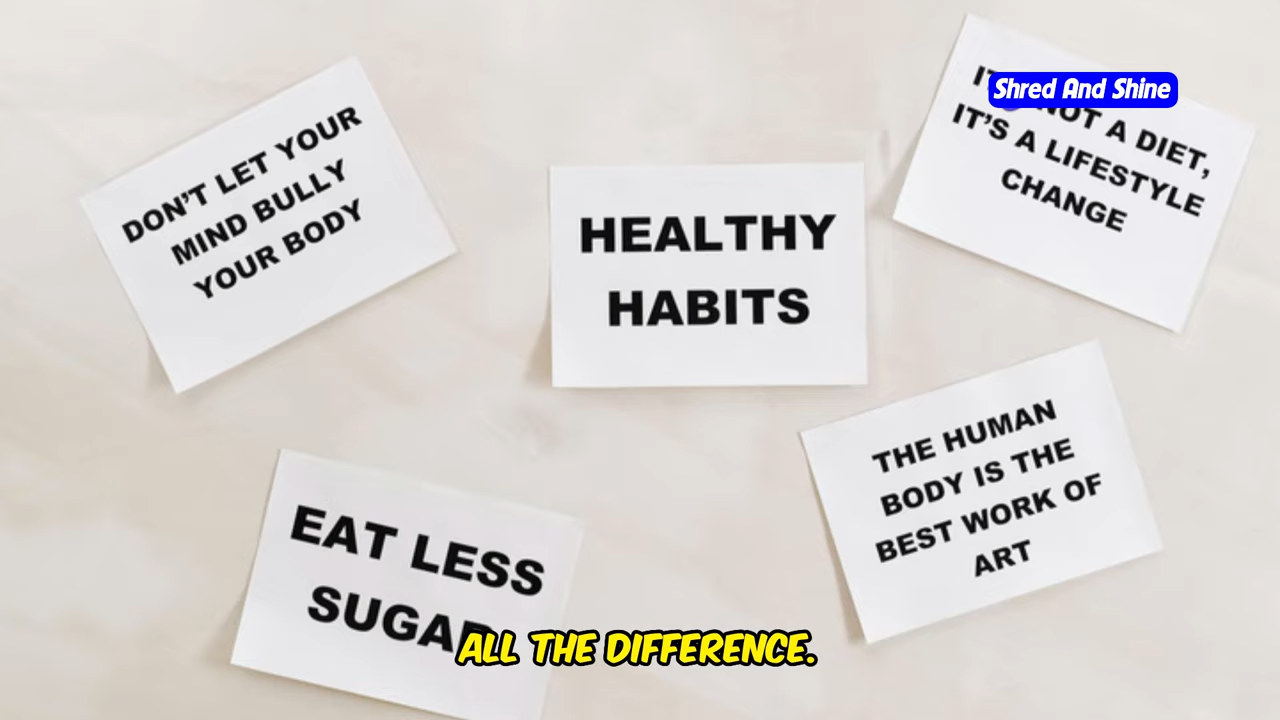 DON'T LET YOUR
MIND BULLY
YOUR BODY
HEALTHY
HABITS
Shred And Shine
NOT A DIET,
IT'S A LIFESTYLE
CHANGE
THE HUMAN
BODY IS THE
BEST WORK OF
ART
EAT LESS
SUGAR
ALL THE DIFFERENCE.